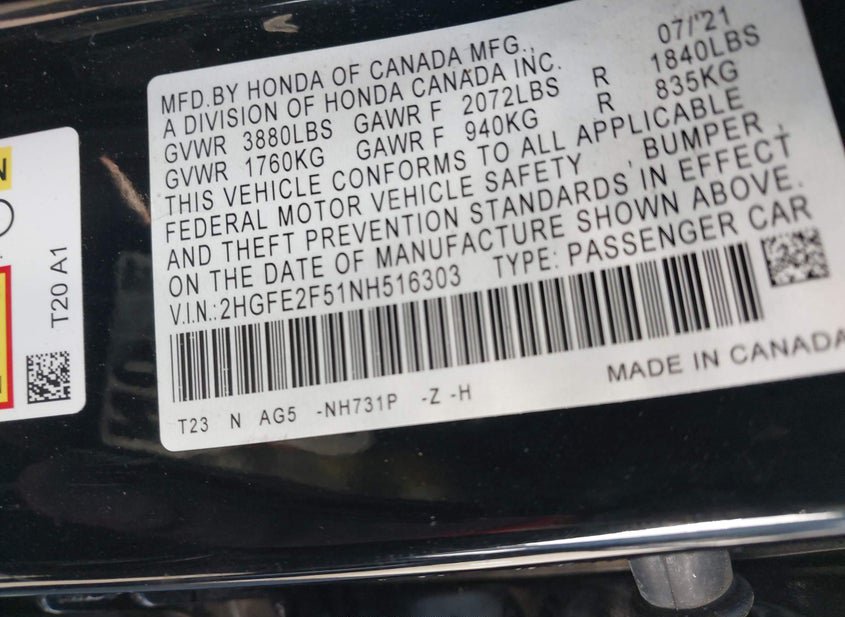 MFD.BY HONDA OF CANADA MFG., 07/'21
A DIVISION OF HONDA CANADA INC.
GVWR 3880LBS GAWR F 2072LBS R 1840LBS
GVWR 1760KG GAWR F 940KG R 835KG
THIS VEHICLE CONFORMS TO ALL APPLICABLE
FEDERAL MOTOR VEHICLE SAFETY , BUMPER ,
AND THEFT PREVENTION STANDARDS IN EFFECT
ON THE DATE OF MANUFACTURE SHOWN ABOVE.
V.I.N.:2HGFE2F51NH516303 TYPE: PASSENGER CAR
T23 N AG5 -NH731P -Z -H
MADE IN CANADA
T20 A1